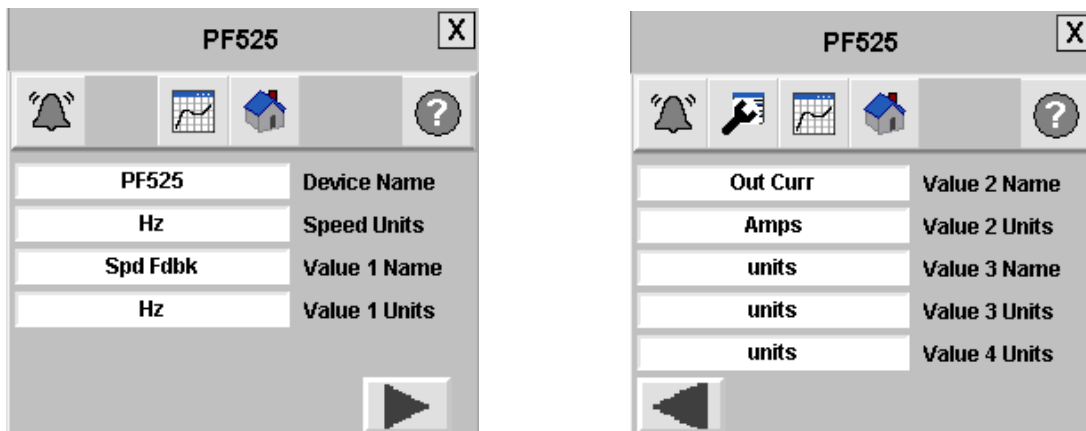 PF525
X
?
PF525 Device Name
Hz Speed Units
Spd Fdbk Value 1 Name
Hz Value 1 Units
PF525
X
?
Out Curr Value 2 Name
Amps Value 2 Units
units Value 3 Name
units Value 3 Units
units Value 4 Units